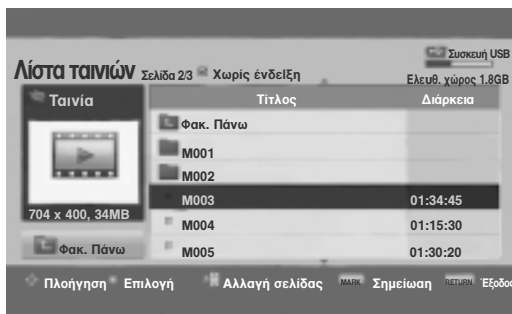 Συσκευή USB
Λίστα ταινιών Σελίδα 2/3 Χωρίς ένδειξη
Ελευθ. χώρος 1.8GB
Ταινία Τίτλος Διάρκεια
Φακ. Πάνω
M001
M002
M003 01:34:45
704 x 400, 34MB
M004 01:15:30
Φακ. Πάνω
M005 01:30:20
Πλοήγηση Επιλογή Αλλαγή σελίδας MARK Σημείωαη RETURN Έξοδος